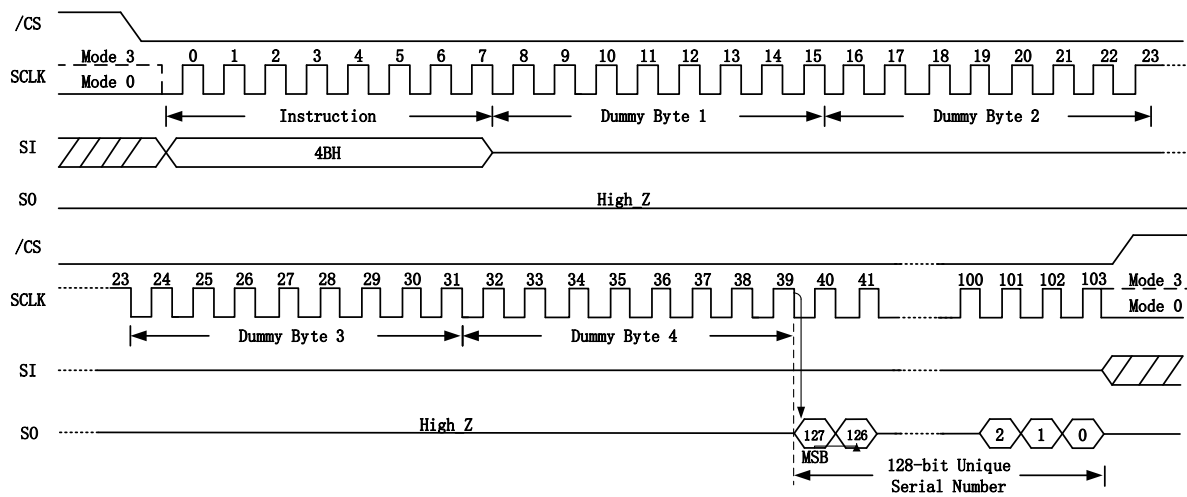 /CS
Mode 3 0 1 2 3 4 5 6 7 8 9 10 11 12 13 14 15 16 17 18 19 20 21 22 23
SCLK
Mode 0
Instruction Dummy Byte 1 Dummy Byte 2
SI 4BH
SO High_Z
/CS
23 24 25 26 27 28 29 30 31 32 33 34 35 36 37 38 39 40 41 100 101 102 103 Mode 3
SCLK Mode 0
Dummy Byte 3 Dummy Byte 4
SI
SO High_Z 127 126 2 1 0
MSB
128-bit Unique
Serial Number